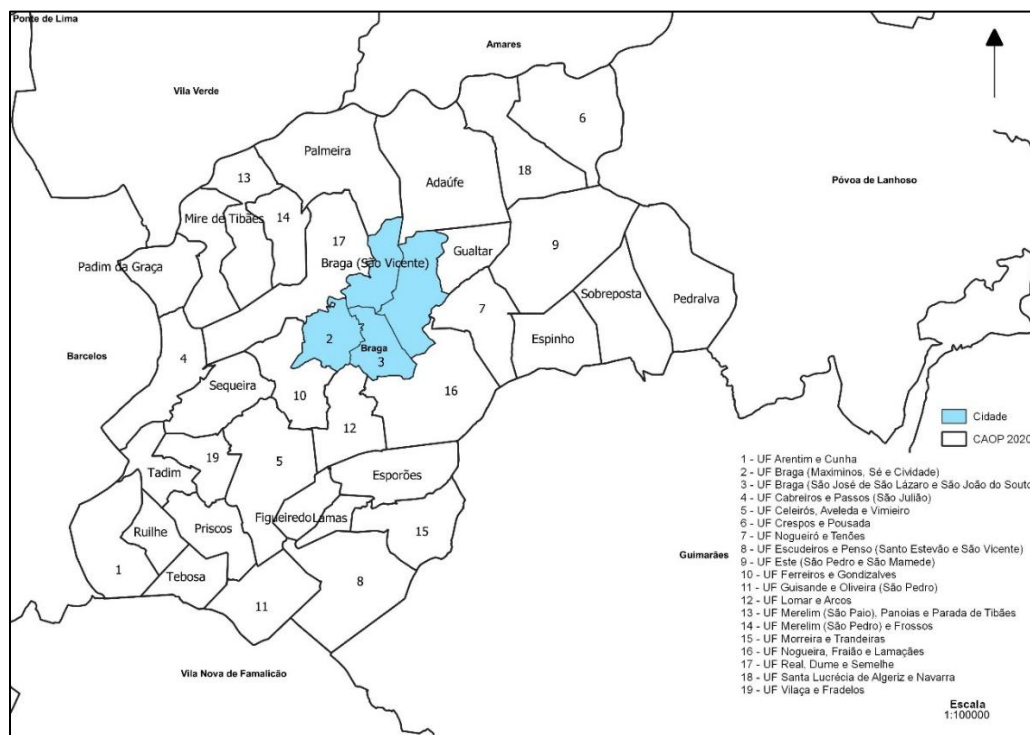 Ponte de Lima
Amares
Vila Verde
6
Palmeira
18
13
Adaúfe
Póvoa de Lanhoso
Mire de Tibães
14
17
Gualtar
9
Padim da Graça
Braga (São Vicente)
Sobreposta
Pedralva
7
2
Espinho
Barcelos
4
Braga
3
Sequeira
10
16
12
Cidade
CAOP 2020
19
5
Tadim
Esporões
Figueiredo
Lamas
Ruilhe
Priscos
15
1
Tebosa
8
11
Guimarães
Vila Nova de Famalicão
1 - UF Arentim e Cunha
2 - UF Braga (Maximinos, Sé e Cividade)
3 - UF Braga (São José de São Lázaro e São João do Souto
4 - UF Cabreiros e Passos (São Julião)
5 - UF Celeirós, Aveleda e Vimieiro
6 - UF Crespos e Pousada
7 - UF Nogueiró e Tenões
8 - UF Escudeiros e Penso (Santo Estevão e São Vicente)
9 - UF Este (São Pedro e São Mamede)
10 - UF Ferreiros e Gondizalves
11 - UF Guisande e Oliveira (São Pedro)
12 - UF Lomar e Arcos
13 - UF Merelim (São Paio), Panoias e Parada de Tibães
14 - UF Merelim (São Pedro) e Frossos
15 - UF Morreira e Trandeiras
16 - UF Nogueira, Fraião e Lamaçães
17 - UF Real, Dume e Semelhe
18 - UF Santa Lucrécia de Algeriz e Navarra
19 - UF Vilaça e Fradelos
Escala
1:100000